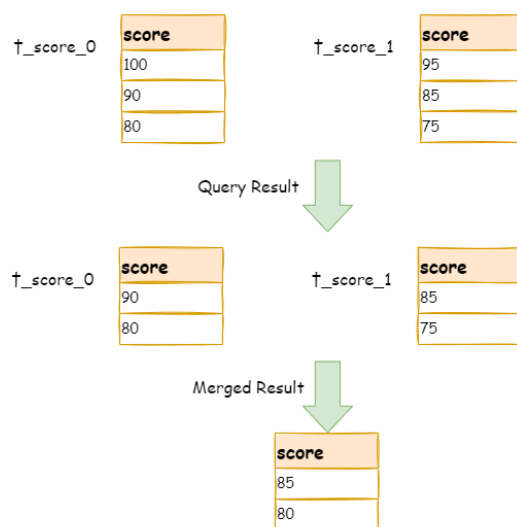 t_score_0
score
100
90
80
t_score_1
score
95
85
75
Query Result
t_score_0
score
90
80
t_score_1
score
85
75
Merged Result
score
85
80